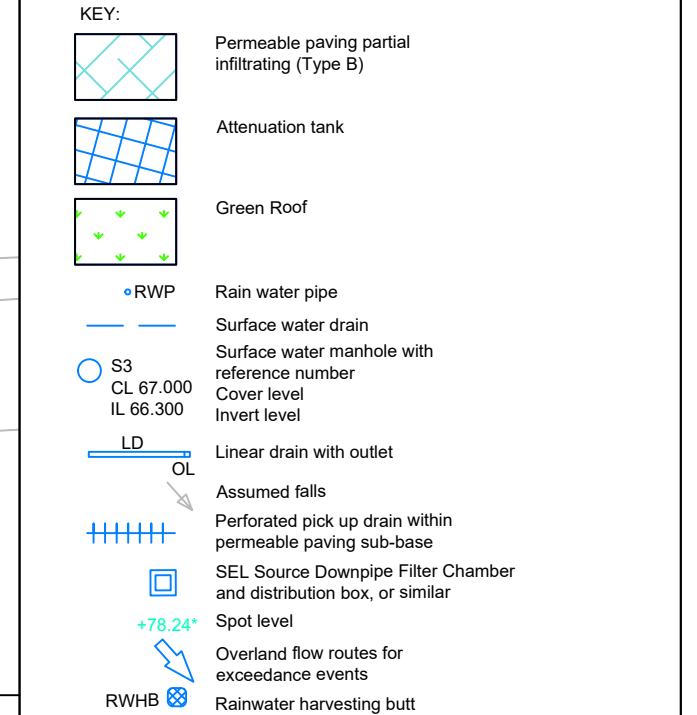 KEY:
Permeable paving partial
infiltrating (Type B)
Attenuation tank
Green Roof
RWP Rain water pipe
Surface water drain
S3
CL 67.000
IL 66.300
Surface water manhole with
reference number
Cover level
Invert level
LD
OL
Linear drain with outlet
Assumed falls
Perforated pick up drain within
permeable paving sub-base
SEL Source Downpipe Filter Chamber
and distribution box, or similar
+78.24* Spot level
Overland flow routes for
exceedance events
RWHB Rainwater harvesting butt